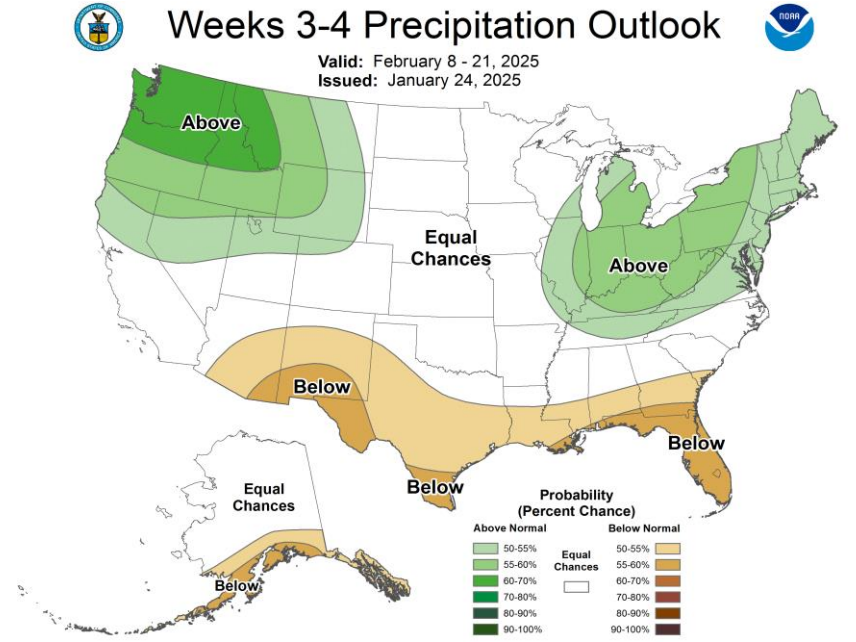 Weeks 3-4 Precipitation Outlook
NOAA
Valid: February 8 - 21, 2025
Issued: January 24, 2025
Above
Equal
Chances
Above
Below
Below
Below
Equal
Chances
Below
Probability
(Percent Chance)
Above Normal
Below Normal
50-55%
55-60%
60-70%
70-80%
80-90%
90-100%
Equal
Chances
50-55%
55-60%
60-70%
70-80%
80-90%
90-100%